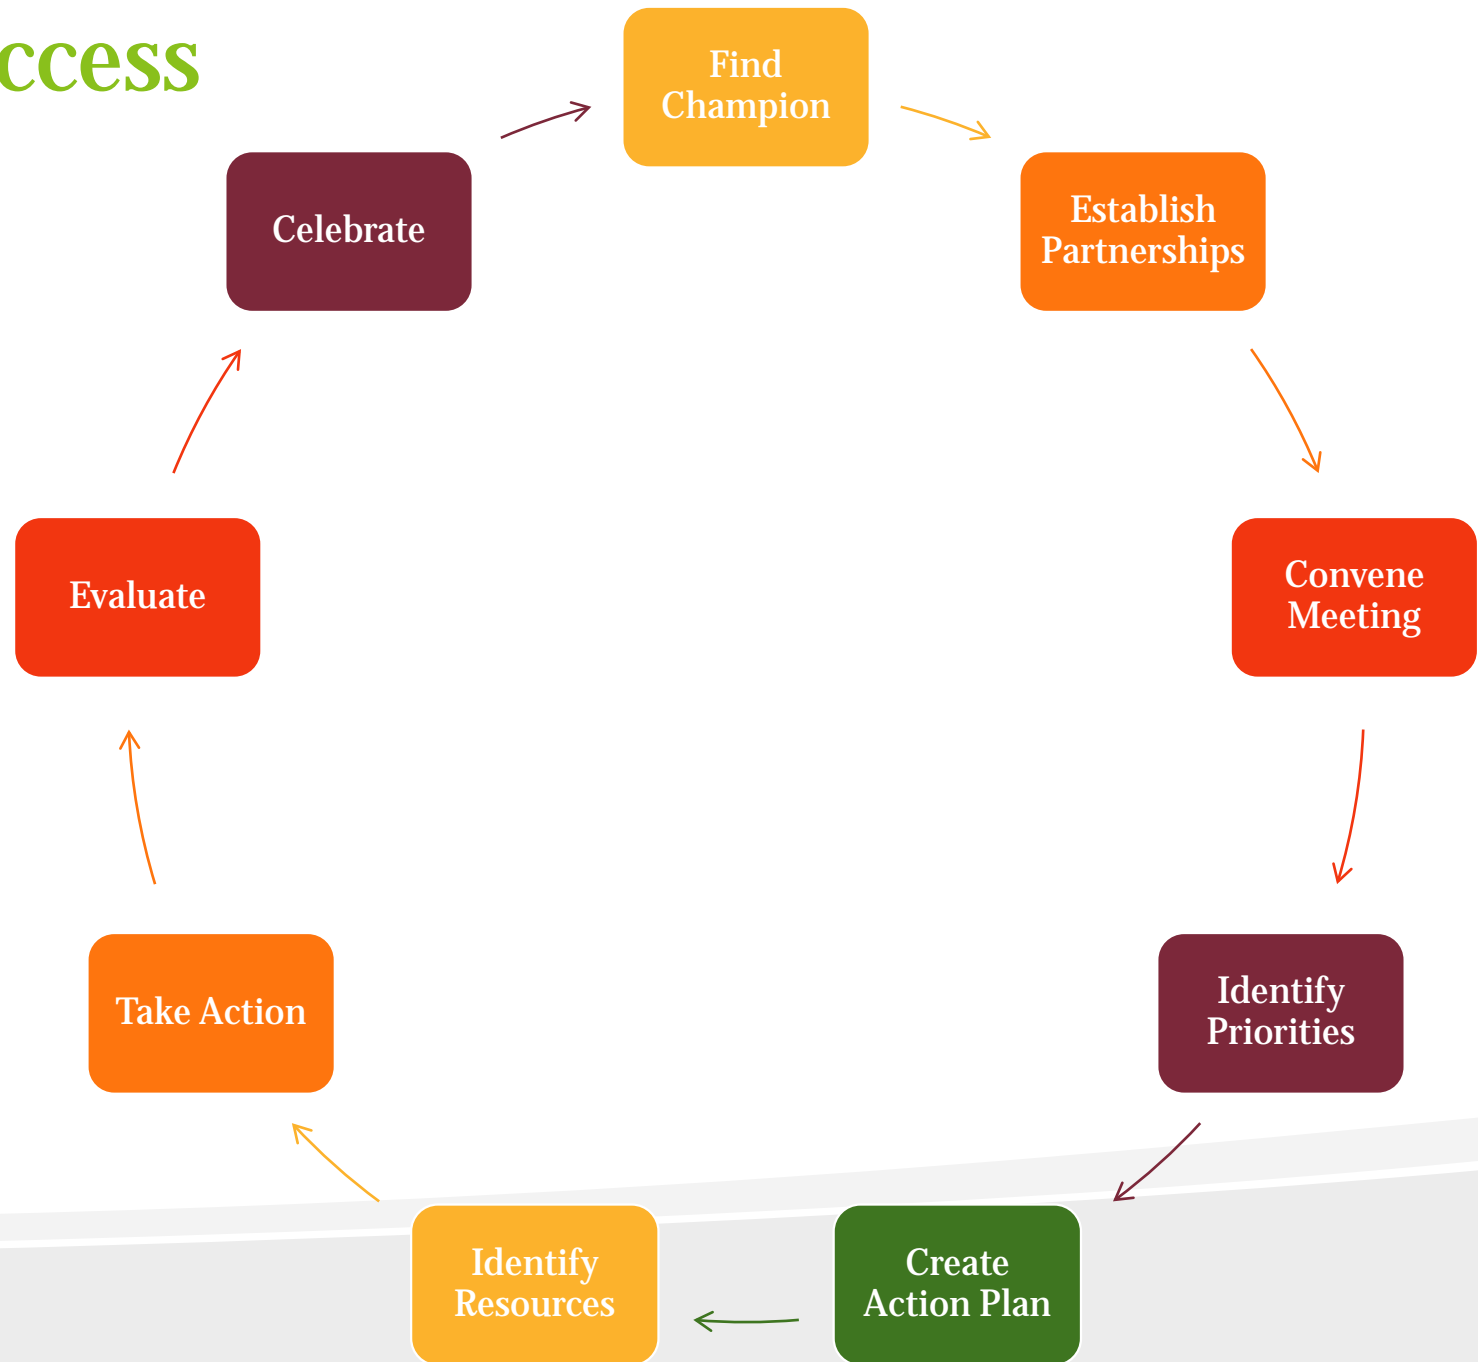 ccess
Find
Champion
Establish
Partnerships
Convene
Meeting
Identify
Priorities
Create
Action Plan
Identify
Resources
Take Action
Evaluate
Celebrate